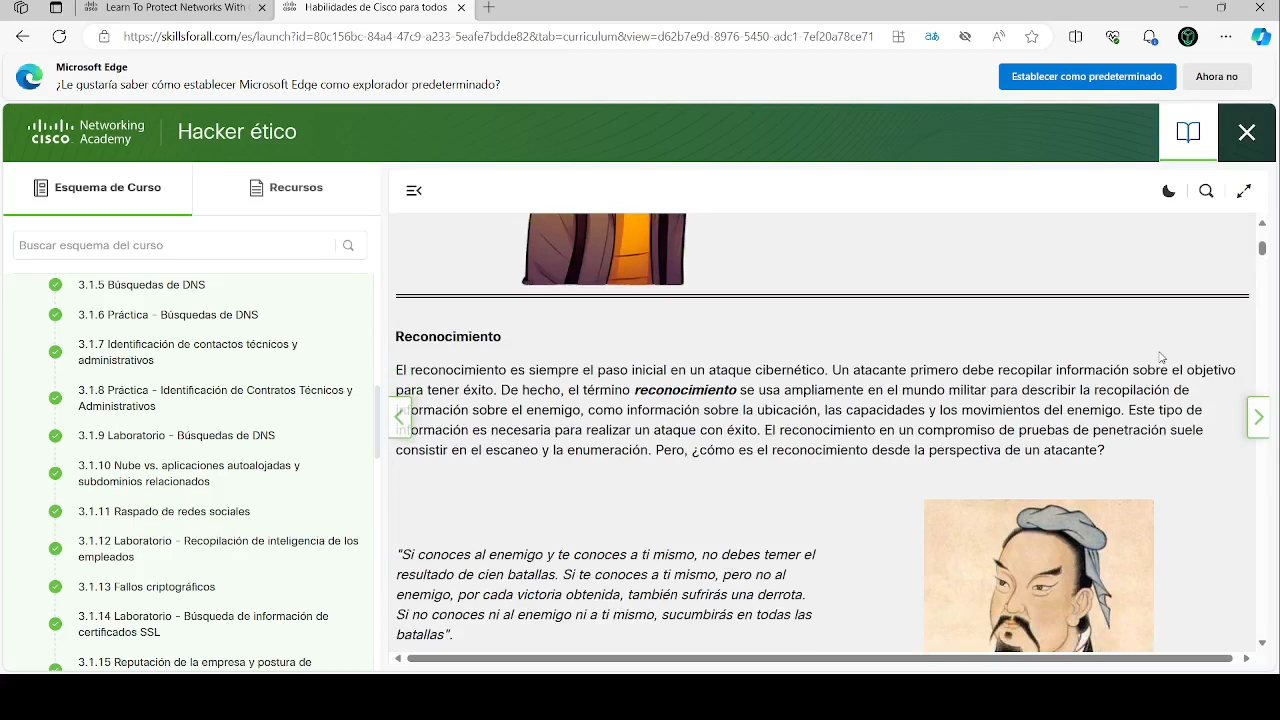 Learn To Protect Networks With
Habilidades de Cisco para todos
https://skillsforall.com/es/launch?id=80c156bc-84a4-47c9-a233-5eafe7bdde82&tab=curriculum&view=d62b7e9d-8976-5450-adc1-7ef20a78ce71
Microsoft Edge
¿Le gustaría saber cómo establecer Microsoft Edge como explorador predeterminado?
Establecer como predeterminado
Ahora no
Networking
CISCO Academy
Hacker ético
Esquema de Curso
Recursos
Buscar esquema del curso
3.1.5 Búsquedas de DNS
3.1.6 Práctica - Búsquedas de DNS
3.1.7 Identificación de contactos técnicos y
administrativos
3.1.8 Práctica - Identificación de Contratos Técnicos y
Administrativos
3.1.9 Laboratorio - Búsquedas de DNS
3.1.10 Nube vs. aplicaciones autoalojadas y
subdominios relacionados
3.1.11 Raspado de redes sociales
3.1.12 Laboratorio - Recopilación de inteligencia de los
empleados
3.1.13 Fallos criptográficos
3.1.14 Laboratorio - Búsqueda de información de
certificados SSL
3.1.15 Reputación de la empresa y postura de
Reconocimiento
El reconocimiento es siempre el paso inicial en un ataque cibernético. Un atacante primero debe recopilar información sobre el objetivo
para tener éxito. De hecho, el término reconocimiento se usa ampliamente en el mundo militar para describir la recopilación de
información sobre el enemigo, como información sobre la ubicación, las capacidades y los movimientos del enemigo. Este tipo de
información es necesaria para realizar un ataque con éxito. El reconocimiento en un compromiso de pruebas de penetración suele
consistir en el escaneo y la enumeración. Pero, ¿cómo es el reconocimiento desde la perspectiva de un atacante?
"Si conoces al enemigo y te conoces a ti mismo, no debes temer el
resultado de cien batallas. Si te conoces a ti mismo, pero no al
enemigo, por cada victoria obtenida, también sufrirás una derrota.
Si no conoces ni al enemigo ni a ti mismo, sucumbirás en todas las
batallas".